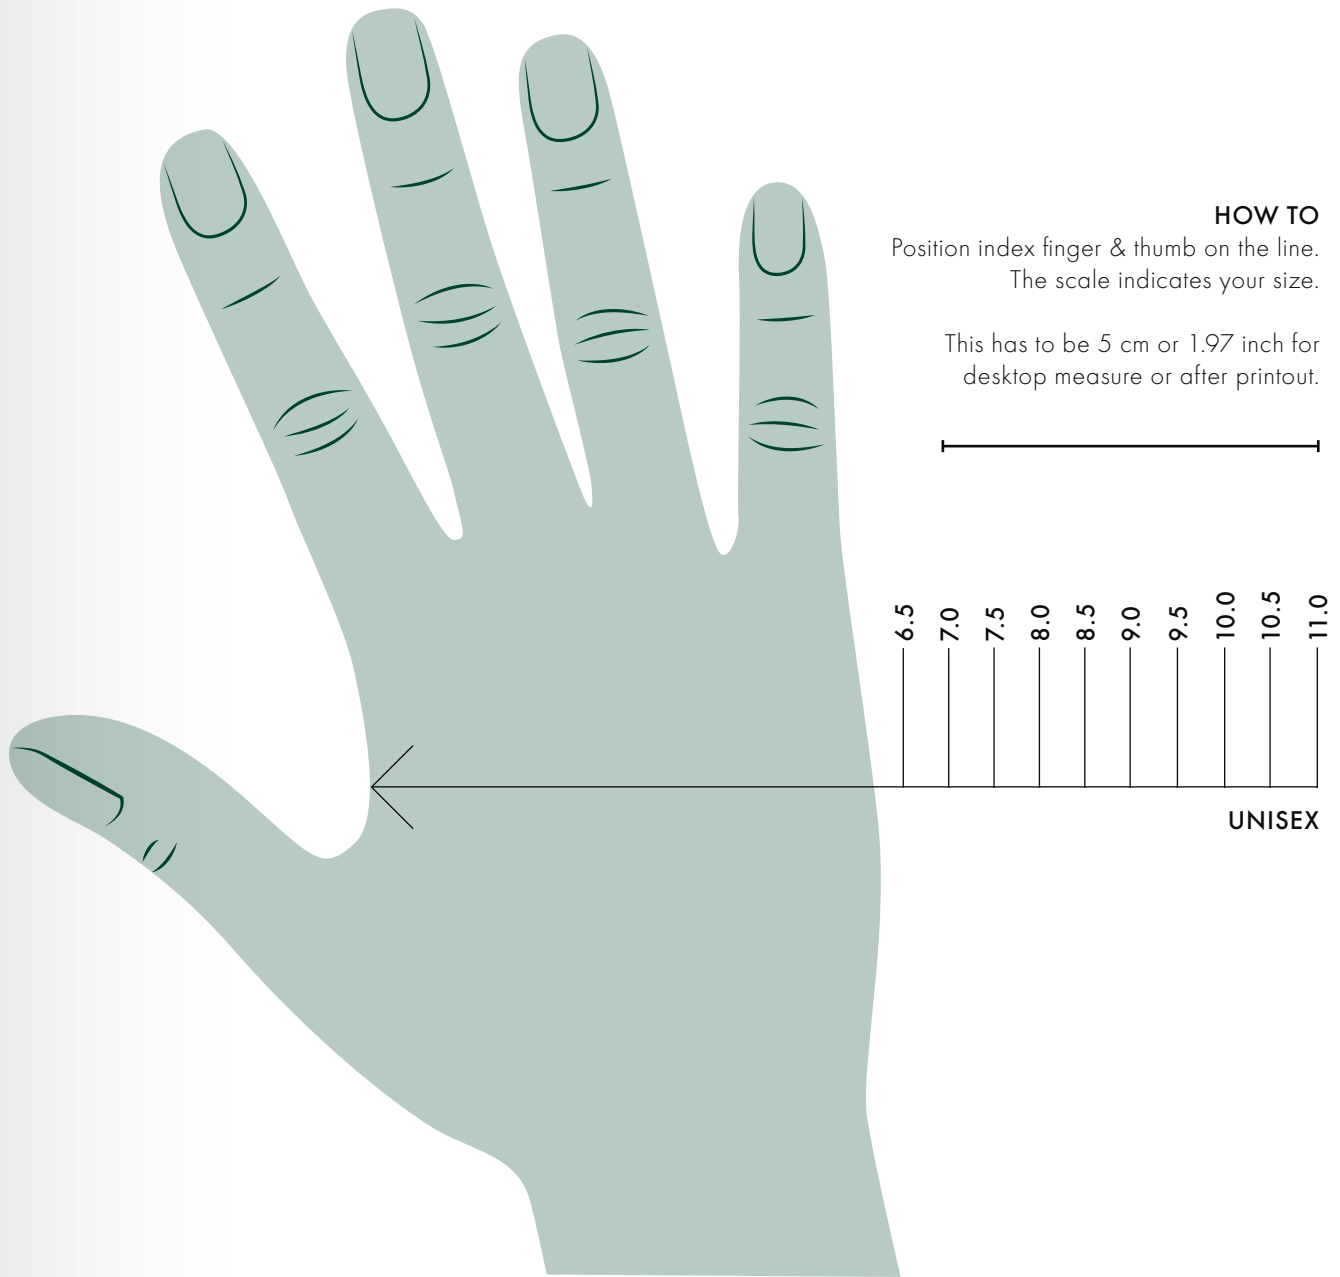 HOW TO
Position index finger & thumb on the line.
The scale indicates your size.
This has to be 5 cm or 1.97 inch for
desktop measure or after printout.
6.5
7.0
7.5
8.0
8.5
9.0
9.5
10.0
10.5
11.0
UNISEX